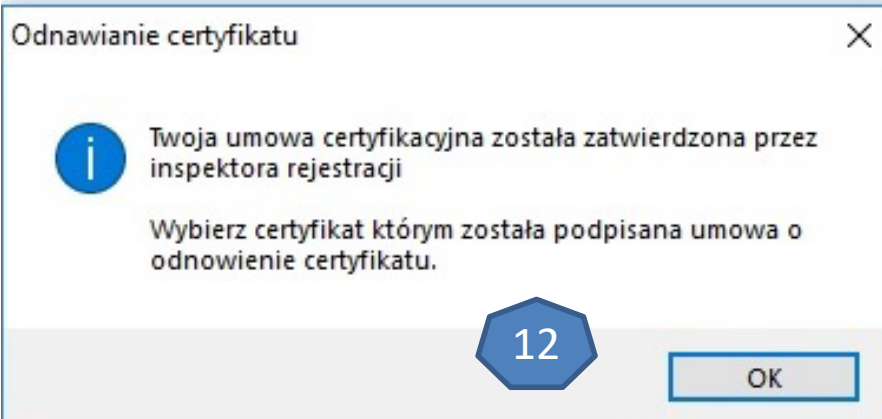 Odnawianie certyfikatu
Twoja umowa certyfikacyjna została zatwierdzona przez
inspektora rejestracji
Wybierz certyfikat którym została podpisana umowa o
odnowienie certyfikatu.
12
OK